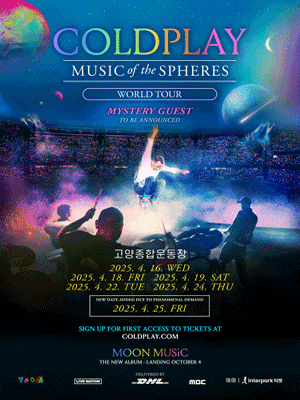 COLDPLAY
MUSIC of the SPHERES
WORLD TOUR
MYSTERY GUEST
TO BE ANNOUNCED
고양종합운동장
2025. 4. 16. WED
2025. 4. 18. FRI 2025. 4. 19. SAT
2025. 4. 22. TUE 2025. 4. 24. THU
NEW DATE ADDED DUE TO PHENOMENAL DEMAND
2025. 4. 25. FRI
SIGN UP FOR FIRST ACCESS TO TICKETS AT
COLDPLAY.COM
MOON MUSiC
THE NEW ALBUM - LANDING OCTOBER 4
DELIVERED BY
LIVE NATION DHL MBC interpark 티켓